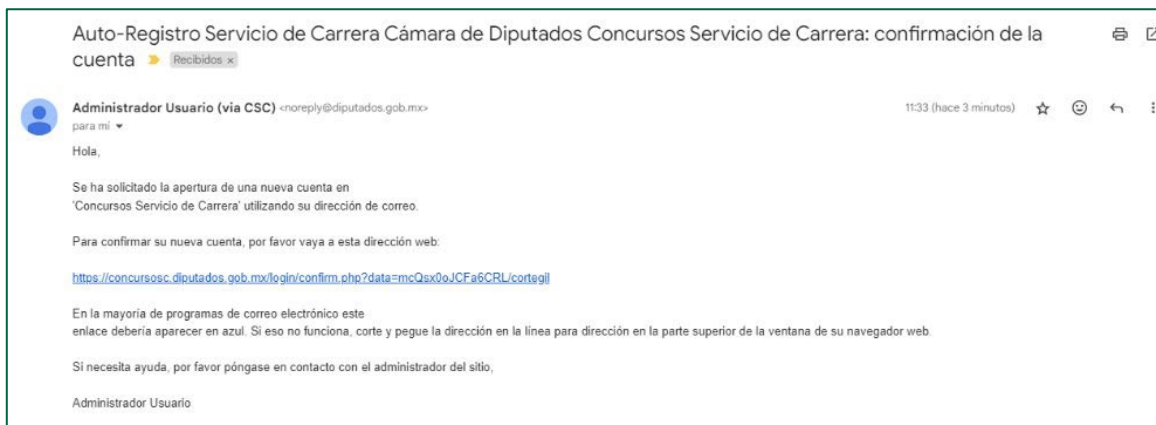 Auto-Registro Servicio de Carrera Cámara de Diputados Concursos Servicio de Carrera: confirmación de la
cuenta Recibidos x
Administrador Usuario (via CSC) <noreply@diputados.gob.mx>
11:33 (hace 3 minutos)
para mí
Hola,
Se ha solicitado la apertura de una nueva cuenta en
'Concursos Servicio de Carrera' utilizando su dirección de correo.
Para confirmar su nueva cuenta, por favor vaya a esta dirección web:
https://concursosc.diputados.gob.mx/login/confirm.php?data=mcQsx0oJCFa6CRL/cortegil
En la mayoría de programas de correo electrónico este
enlace debería aparecer en azul. Si eso no funciona, corte y pegue la dirección en la línea para dirección en la parte superior de la ventana de su navegador web.
Si necesita ayuda, por favor póngase en contacto con el administrador del sitio,
Administrador Usuario